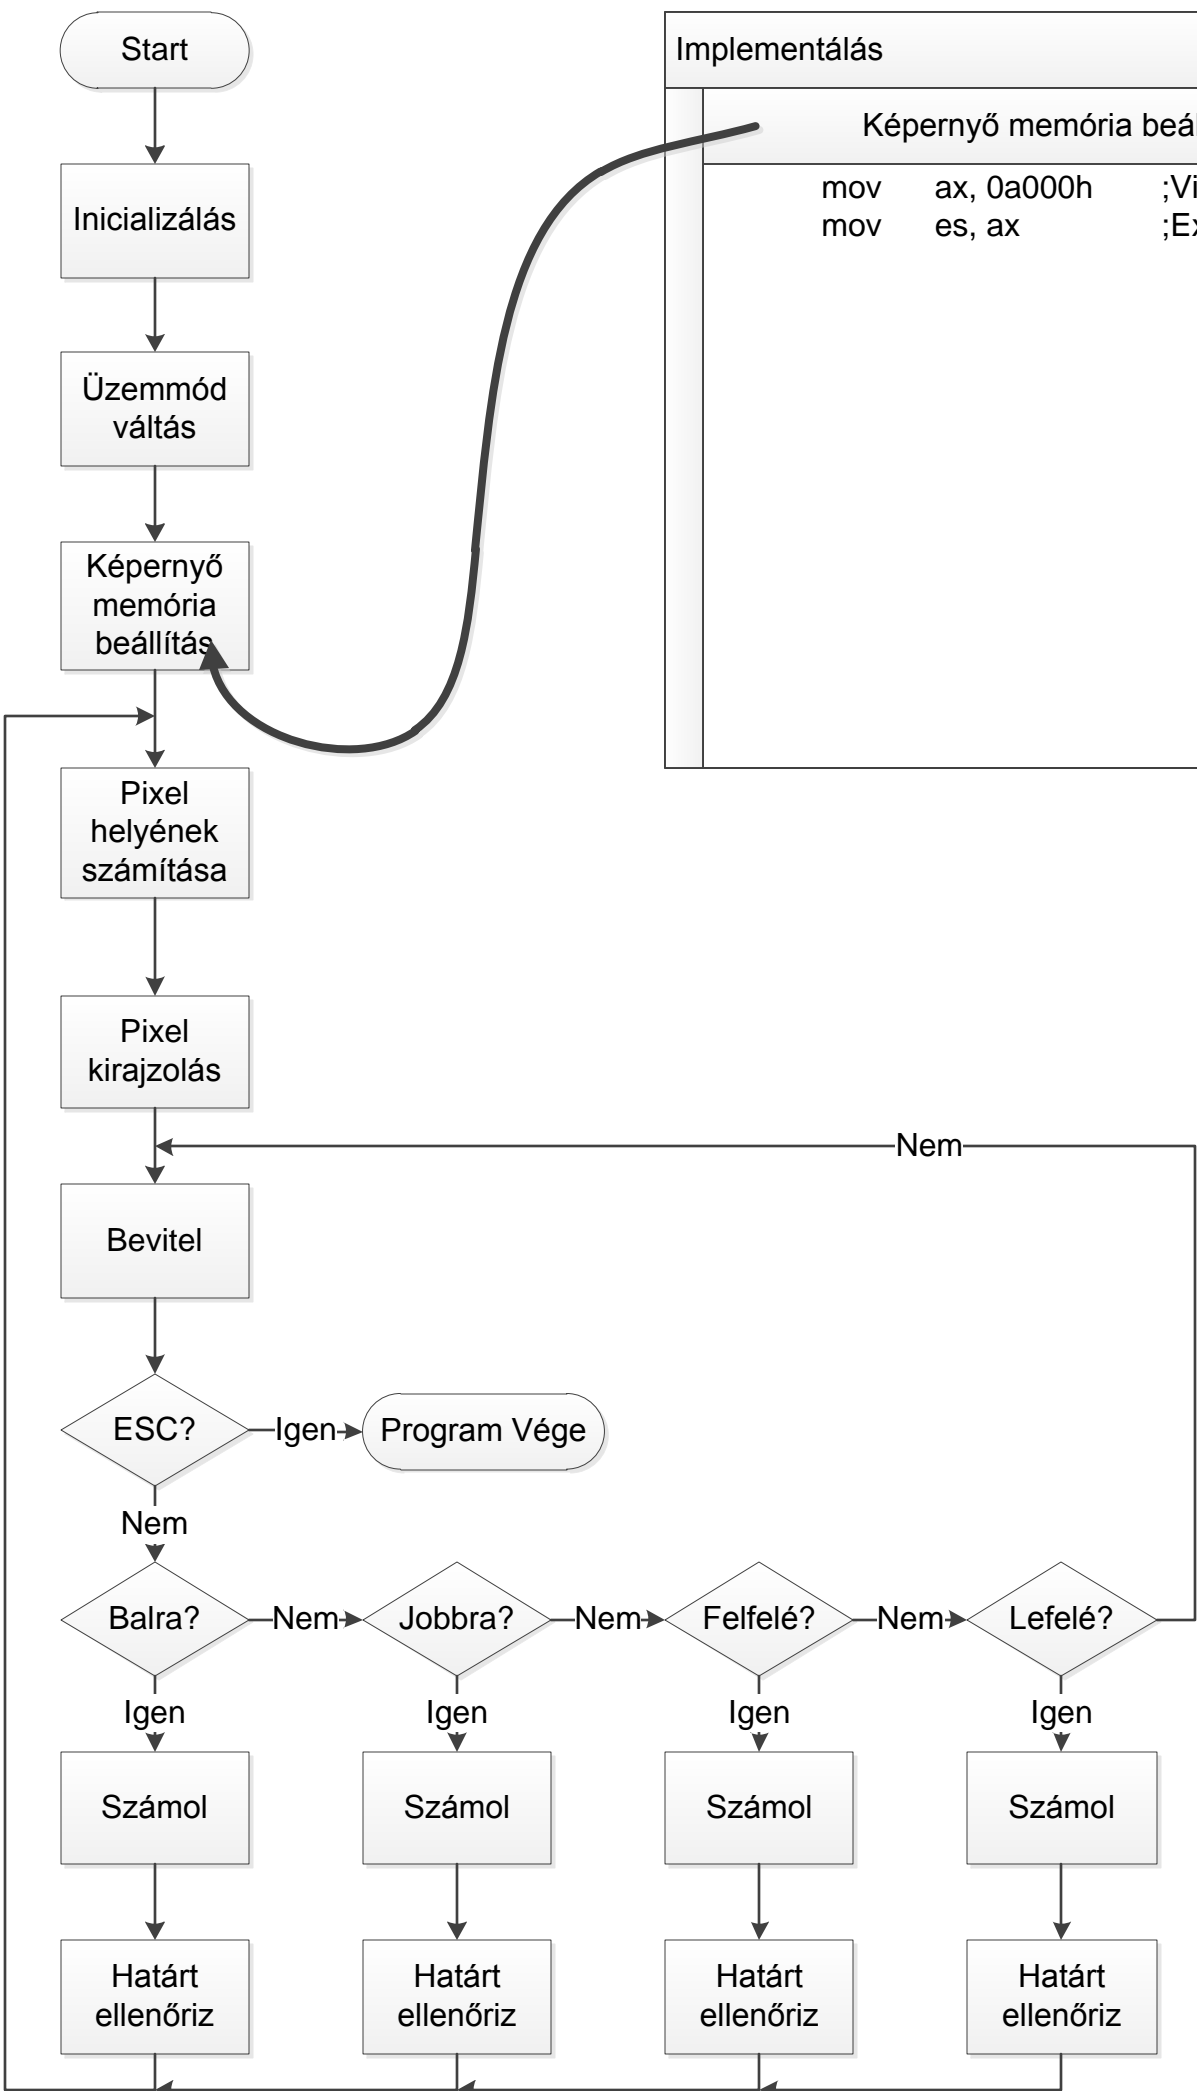 Start
Implementálás
Képernyő memória
mov ax, 0a000h
mov es, ax
Inicializálás
Üzemmód
váltás
Képernyő
memória
beállítás
Pixel
helyének
számítása
Pixel
kirajzolás
Nem
Bevitel
ESC?
Igen
Program Vége
Nem
Balra?
Nem
Jobbra?
Nem
Felfelé?
Nem
Lefelé?
Igen
Igen
Igen
Igen
Számol
Számol
Számol
Számol
Határt
ellenőriz
Határt
ellenőriz
Határt
ellenőriz
Határt
ellenőriz